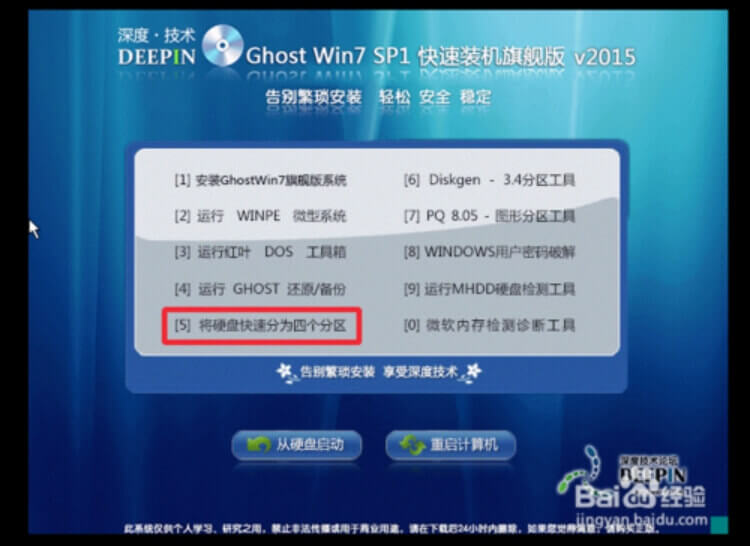 深度·技术
DEEPIN
Ghost Win7 SP1 快速装机旗舰版 v2015
告别繁琐安装 轻松 安全 稳定
[1] 安装GhostWin7旗舰版系统
[2] 运行 WINPE 微型系统
[3] 运行红叶 DOS 工具箱
[4] 运行 GHOST 还原/备份
[5] 将硬盘快速分为四个分区
[6] Diskgen - 3.4分区工具
[7] PQ 8.05 - 图形分区工具
[8] WINDOWS用户密码破解
[9] 运行MHDD硬盘检测工具
[0] 微软内存检测诊断工具
告别繁琐安装 享受深度技术
从硬盘启动
重启计算机
深度技术论坛
DEEPIN
Baidu经验
jingyan.baidu.com
此系统仅供个人学习、研究之用，禁止非法传播或用于商业用途，请在下载后24小时内删除，如果您觉得满意，请购买正版。